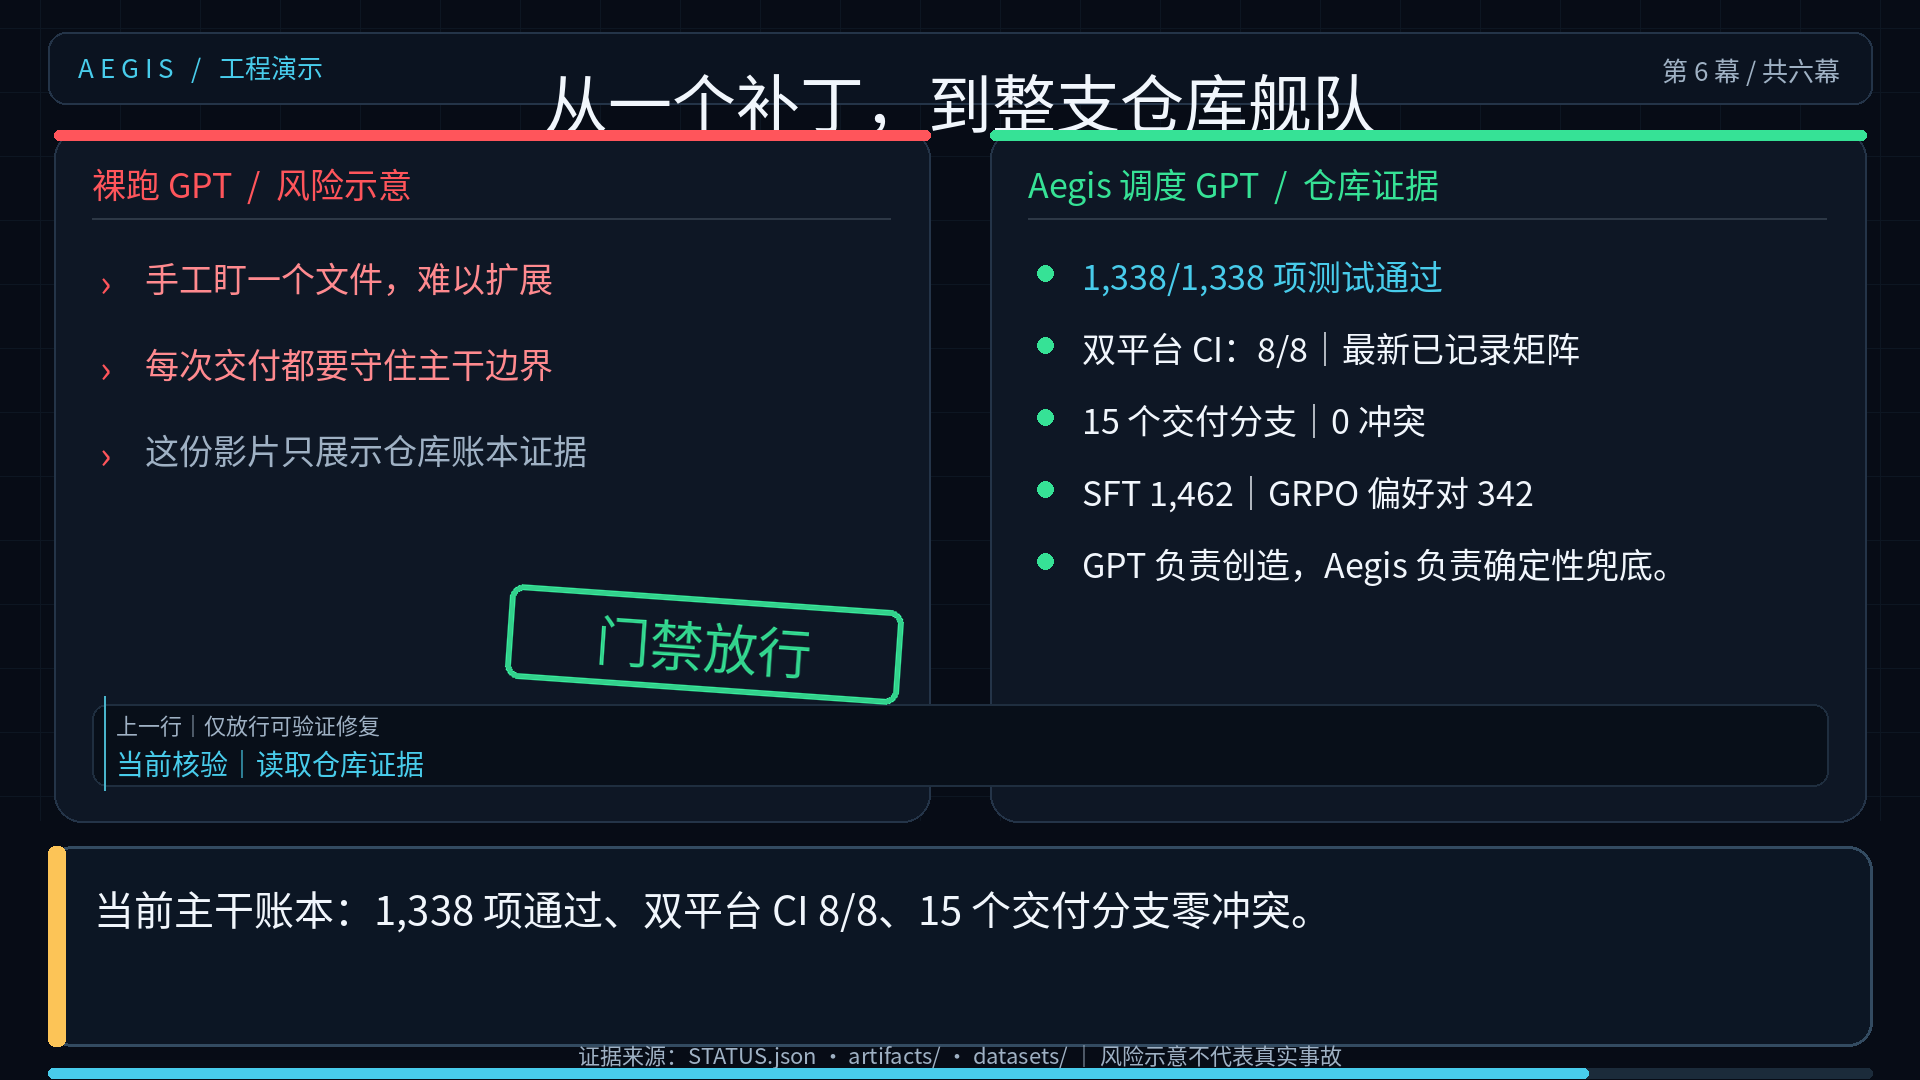 AEGIS / 工程演示
第 6 幕 / 共六幕
从一个补丁，到整支仓库舰队
裸跑 GPT / 风险示意
› 手工盯一个文件，难以扩展
› 每次交付都要守住主干边界
› 这份影片只展示仓库账本证据
门禁放行
Aegis 调度 GPT / 仓库证据
1,338/1,338 项测试通过
双平台 CI：8/8｜最新已记录矩阵
15 个交付分支｜0 冲突
SFT 1,462｜GRPO 偏好对 342
GPT 负责创造，Aegis 负责确定性兜底。
上一行｜仅放行可验证修复
当前核验｜读取仓库证据
当前主干账本：1,338 项通过、双平台 CI 8/8、15 个交付分支零冲突。
证据来源：STATUS.json · artifacts/ · datasets/ ｜ 风险示意不代表真实事故